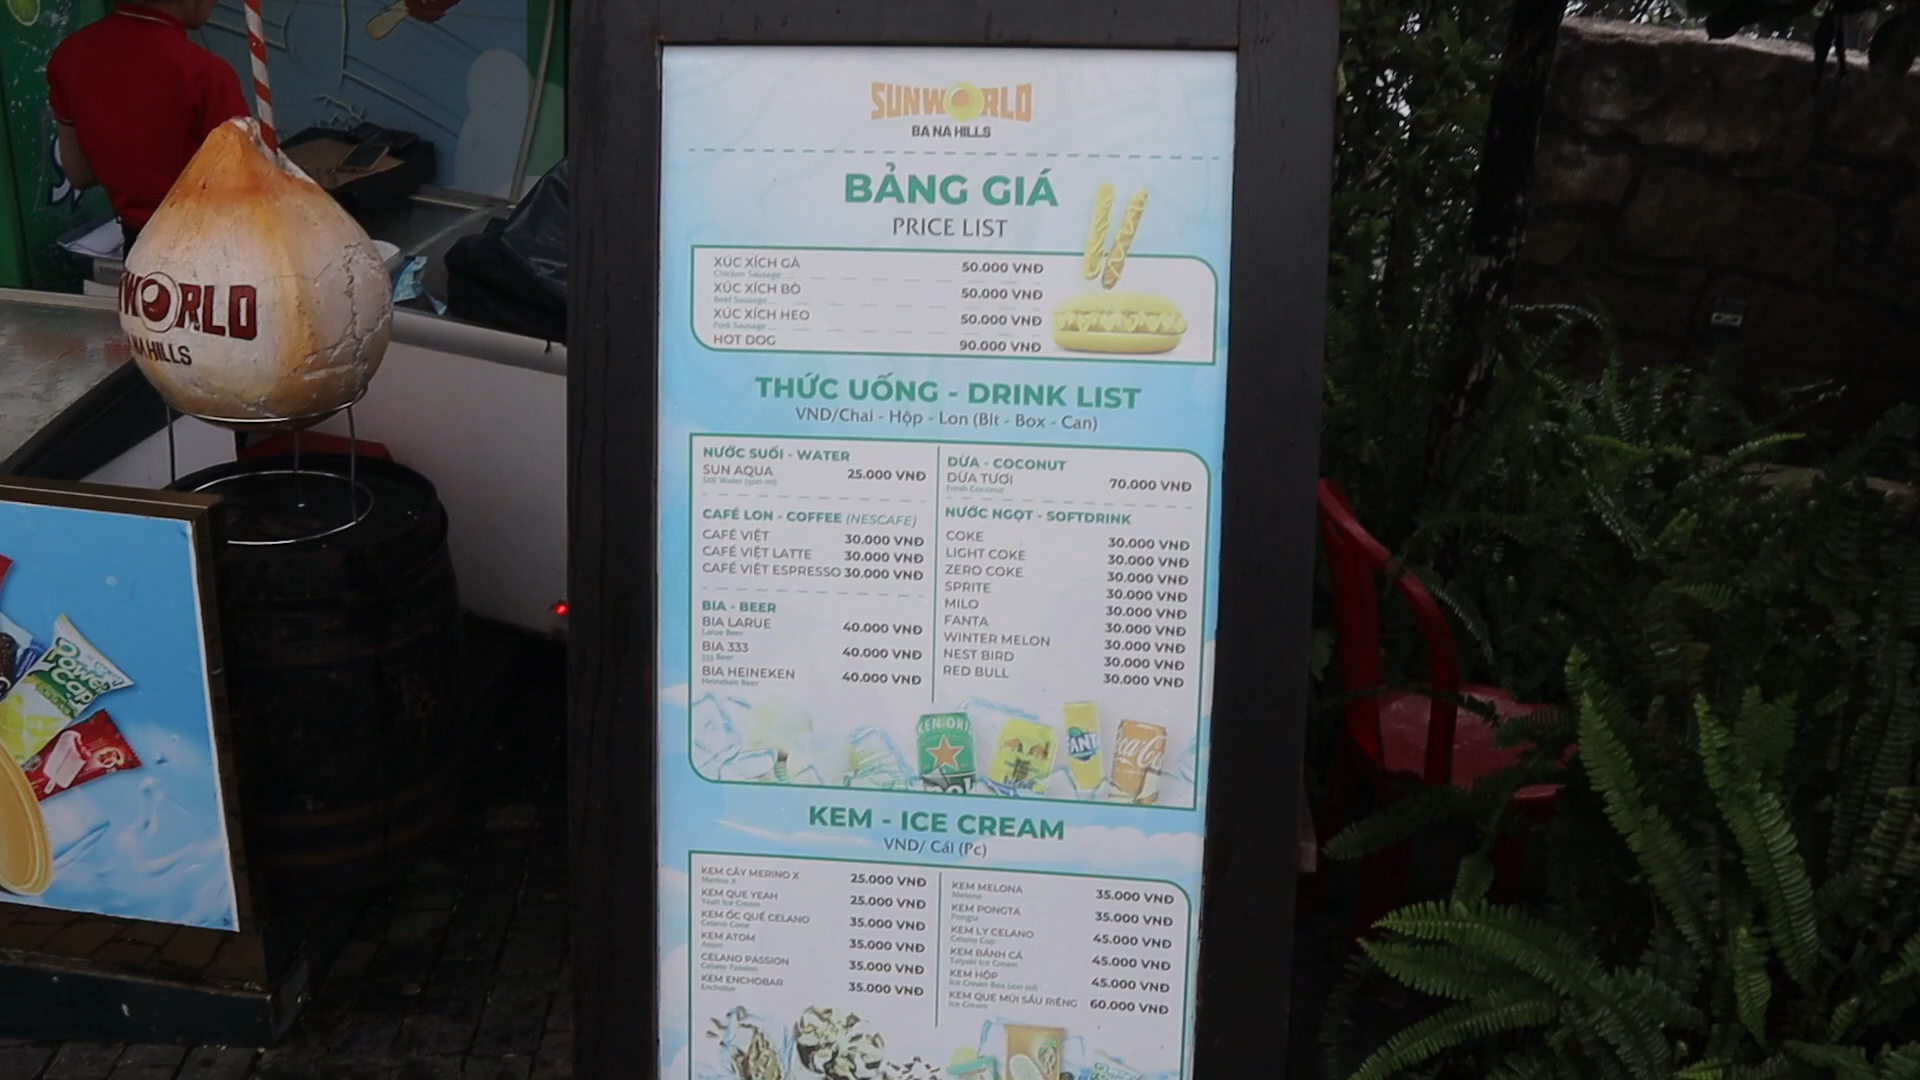 SUNWORLD
BA NA HILLS
BẢNG GIÁ
PRICE LIST
XÚC XÍCH GÀ 50.000 VNĐ
Chicken Sausage
XÚC XÍCH BÒ 50.000 VNĐ
Beef Sausage
XÚC XÍCH HEO 50.000 VNĐ
Pork Sausage
HOT DOG 90.000 VNĐ
THỨC UỐNG - DRINK LIST
VND/Chai - Hộp - Lon (Blt - Box - Can)
NƯỚC SUỐI - WATER
SUN AQUA 25.000 VNĐ
Still Water (500 ml)
CAFÉ LON - COFFEE (NESCAFE)
CAFÉ VIỆT 30.000 VNĐ
CAFÉ VIỆT LATTE 30.000 VNĐ
CAFÉ VIỆT ESPRESSO 30.000 VNĐ
BIA - BEER
BIA LARUE 40.000 VNĐ
Larue Beer
BIA 333 40.000 VNĐ
333 Beer
BIA HEINEKEN 40.000 VNĐ
Heineken Beer
DỪA - COCONUT
DỪA TƯƠI 70.000 VNĐ
Fresh Coconut
NƯỚC NGỌT - SOFTDRINK
COKE 30.000 VNĐ
LIGHT COKE 30.000 VNĐ
ZERO COKE 30.000 VNĐ
SPRITE 30.000 VNĐ
MILO 30.000 VNĐ
FANTA 30.000 VNĐ
WINTER MELON 30.000 VNĐ
NEST BIRD 30.000 VNĐ
RED BULL 30.000 VNĐ
KEM - ICE CREAM
VND/ Cái (Pc)
KEM CÂY MERINO X 25.000 VNĐ
Merino X
KEM QUE YEAH 25.000 VNĐ
Yeah Ice Cream
KEM ỐC QUẾ CELANO 35.000 VNĐ
Celano Cone
KEM ATOM 35.000 VNĐ
Atom
CELANO PASSION 35.000 VNĐ
Celano Passion
KEM ENCHOBAR 35.000 VNĐ
Enchobar
KEM MELONA 35.000 VNĐ
Melona
KEM PONGTA 35.000 VNĐ
Pongta
KEM LY CELANO 45.000 VNĐ
Celano Cup
KEM BÁNH CÁ 45.000 VNĐ
Taiyaki Ice Cream
KEM HỘP 45.000 VNĐ
Ice Cream Box (100 ml)
KEM QUE MÚI SẦU RIÊNG 60.000 VNĐ
Ice Cream
WORLD
NA HILLS
Power
Cap
KEN ORI
ANT
Coca-Col